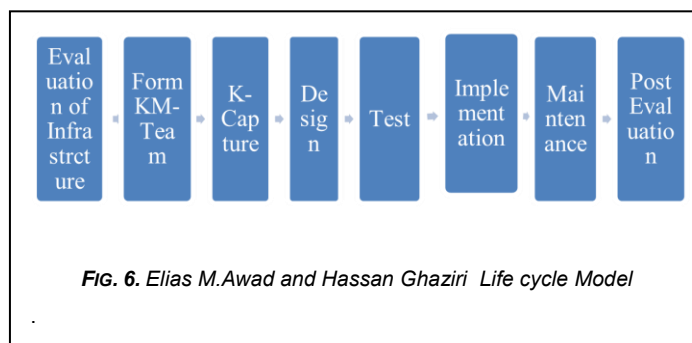 Eval
uatio
n of
Infra
strct
ure
Form
KM-
Tea
m
K-
Cap
ture
De
sig
n
Test
Imple
ment
ation
Mai
nten
ance
Post
Eval
uatio
n
FIG. 6. Elias M.Awad and Hassan Ghaziri Life cycle Model
.